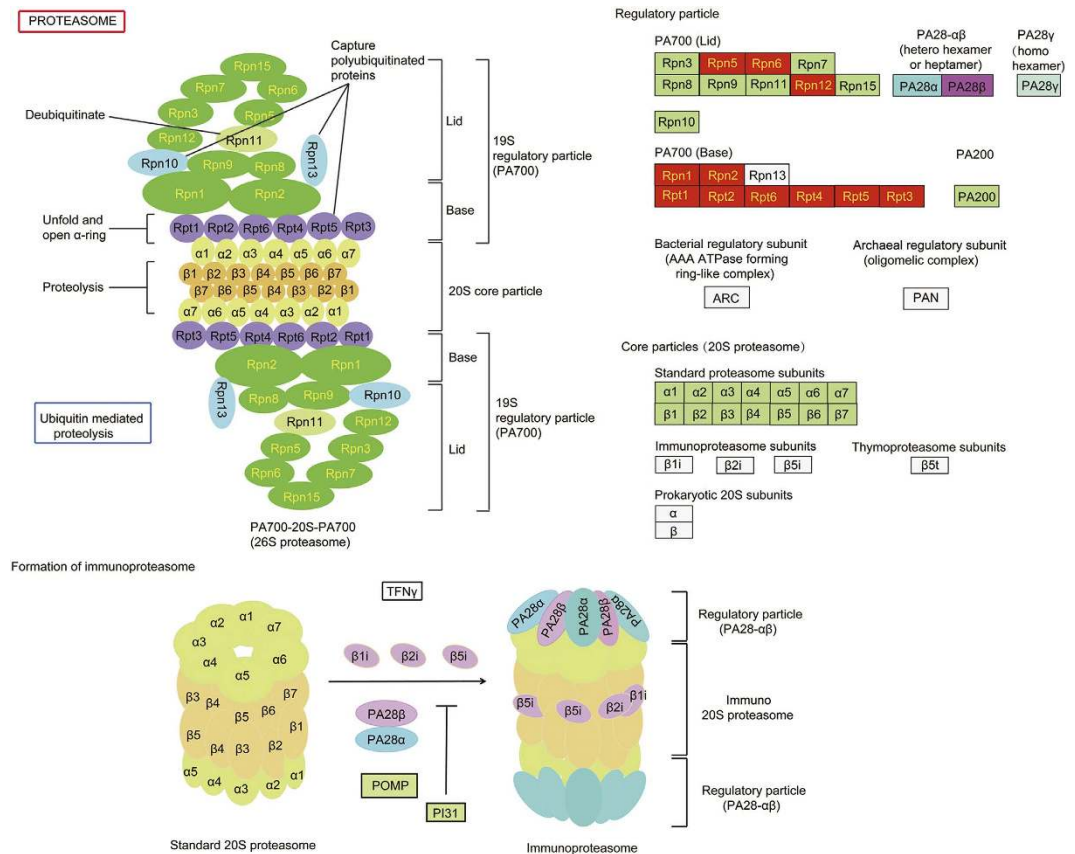 PROTEASOME
Capture
polyubiquitinated
proteins
Rpn15
Rpn7
Rpn6
Rpn3
Rpn5
Deubiquitinate
Rpn12
Rpn11
Rpn10
Rpn9
Rpn8
Rpn13
Lid
19S
regulatory particle
(PA700)
Rpn1
Rpn2
Base
Unfold and
open α-ring
Rpt1 Rpt2 Rpt6 Rpt4 Rpt5 Rpt3
α1 α2 α3 α4 α5 α6 α7
Proteolysis
β1 β2 β3 β4 β5 β6 β7
β7 β6 β5 β4 β3 β2 β1
20S core particle
α7 α6 α5 α4 α3 α2 α1
Rpt3 Rpt5 Rpt4 Rpt6 Rpt2 Rpt1
Rpn2
Rpn1
Base
Rpn13
Rpn8
Rpn9
Rpn10
19S
regulatory particle
(PA700)
Ubiquitin mediated
proteolysis
Rpn11
Rpn12
Rpn5
Rpn3
Lid
Rpn6
Rpn7
Rpn15
PA700-20S-PA700
(26S proteasome)
Regulatory particle
PA700 (Lid)
Rpn3 Rpn5 Rpn6 Rpn7
Rpn8 Rpn9 Rpn11 Rpn12 Rpn15
PA28-αβ
(hetero hexamer
or heptamer)
PA28α PA28β
PA28γ
(homo
hexamer)
PA28γ
Rpn10
PA700 (Base)
Rpn1 Rpn2 Rpn13
Rpt1 Rpt2 Rpt6 Rpt4 Rpt5 Rpt3
PA200
PA200
Bacterial regulatory subunit
(AAA ATPase forming
ring-like complex)
ARC
Archaeal regulatory subunit
(oligomelic complex)
PAN
Core particles (20S proteasome)
Standard proteasome subunits
α1 α2 α3 α4 α5 α6 α7
β1 β2 β3 β4 β5 β6 β7
Immunoproteasome subunits
β1i β2i β5i
Thymoproteasome subunits
β5t
Prokaryotic 20S subunits
α
β
Formation of immunoproteasome
α1
α2
α7
α3
α4
α6
α5
β3
β4
β7
β5
β6
β1
β5
β4
β3
β2
α5
α4
α3
α2
α1
Standard 20S proteasome
TFNγ
β1i β2i β5i
PA28β
PA28α
POMP
PI31
PA28α
PA28β
PA28α
PA28β
PA28α
Regulatory particle
(PA28-αβ)
β5i
β5i
β2i
β1i
Immuno
20S proteasome
Regulatory particle
(PA28-αβ)
Immunoproteasome